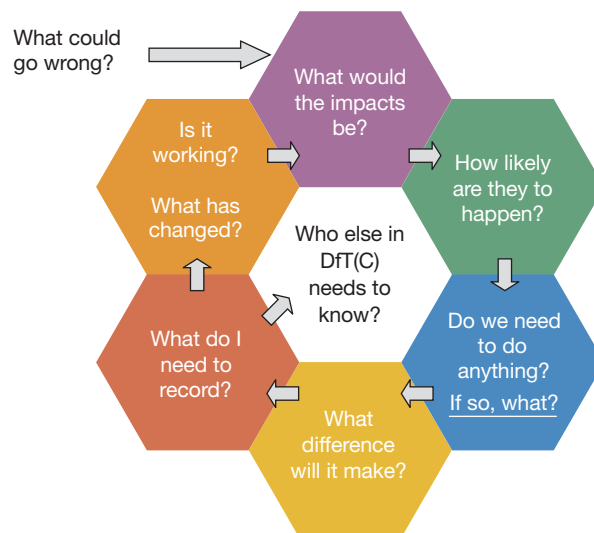 What could
go wrong?
What would
the impacts
be?
How likely
are they to
happen?
Do we need
to do
anything?
If so, what?
What
difference
will it make?
What do I
need to
record?
Is it
working?
What has
changed?
Who else in
DfT(C)
needs to
know?